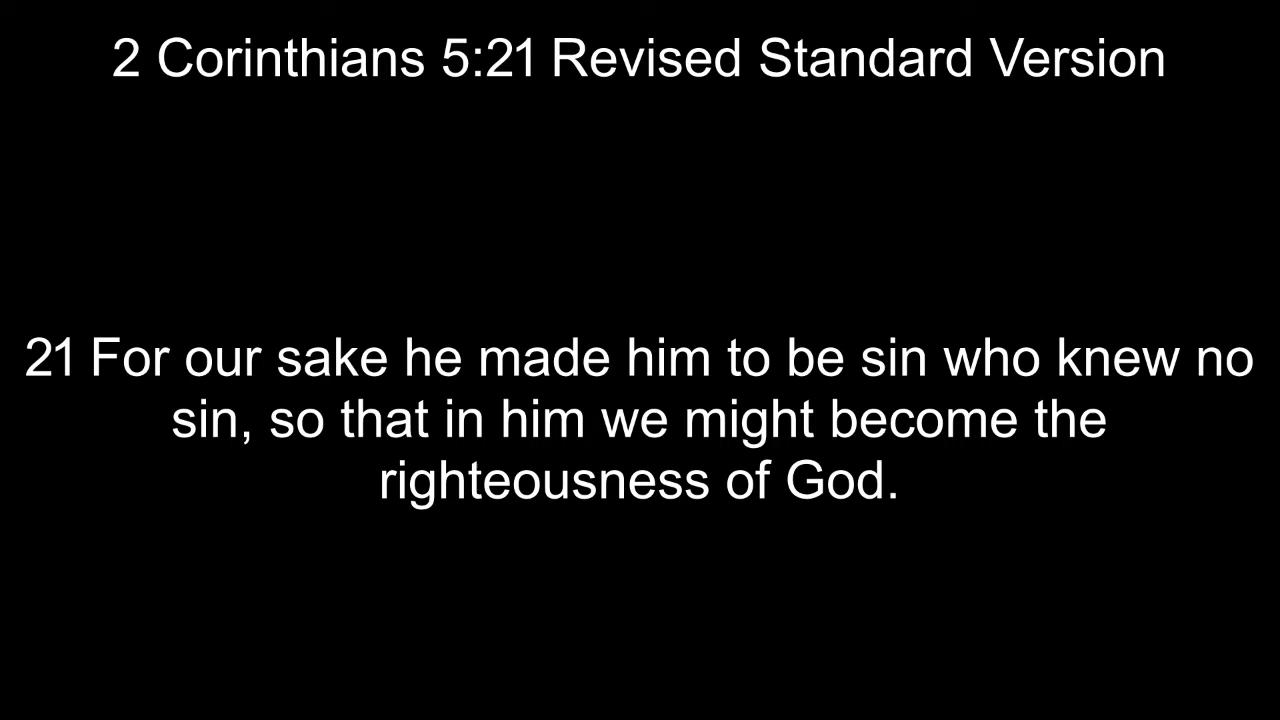 2 Corinthians 5:21 Revised Standard Version
21 For our sake he made him to be sin who knew no
sin, so that in him we might become the
righteousness of God.